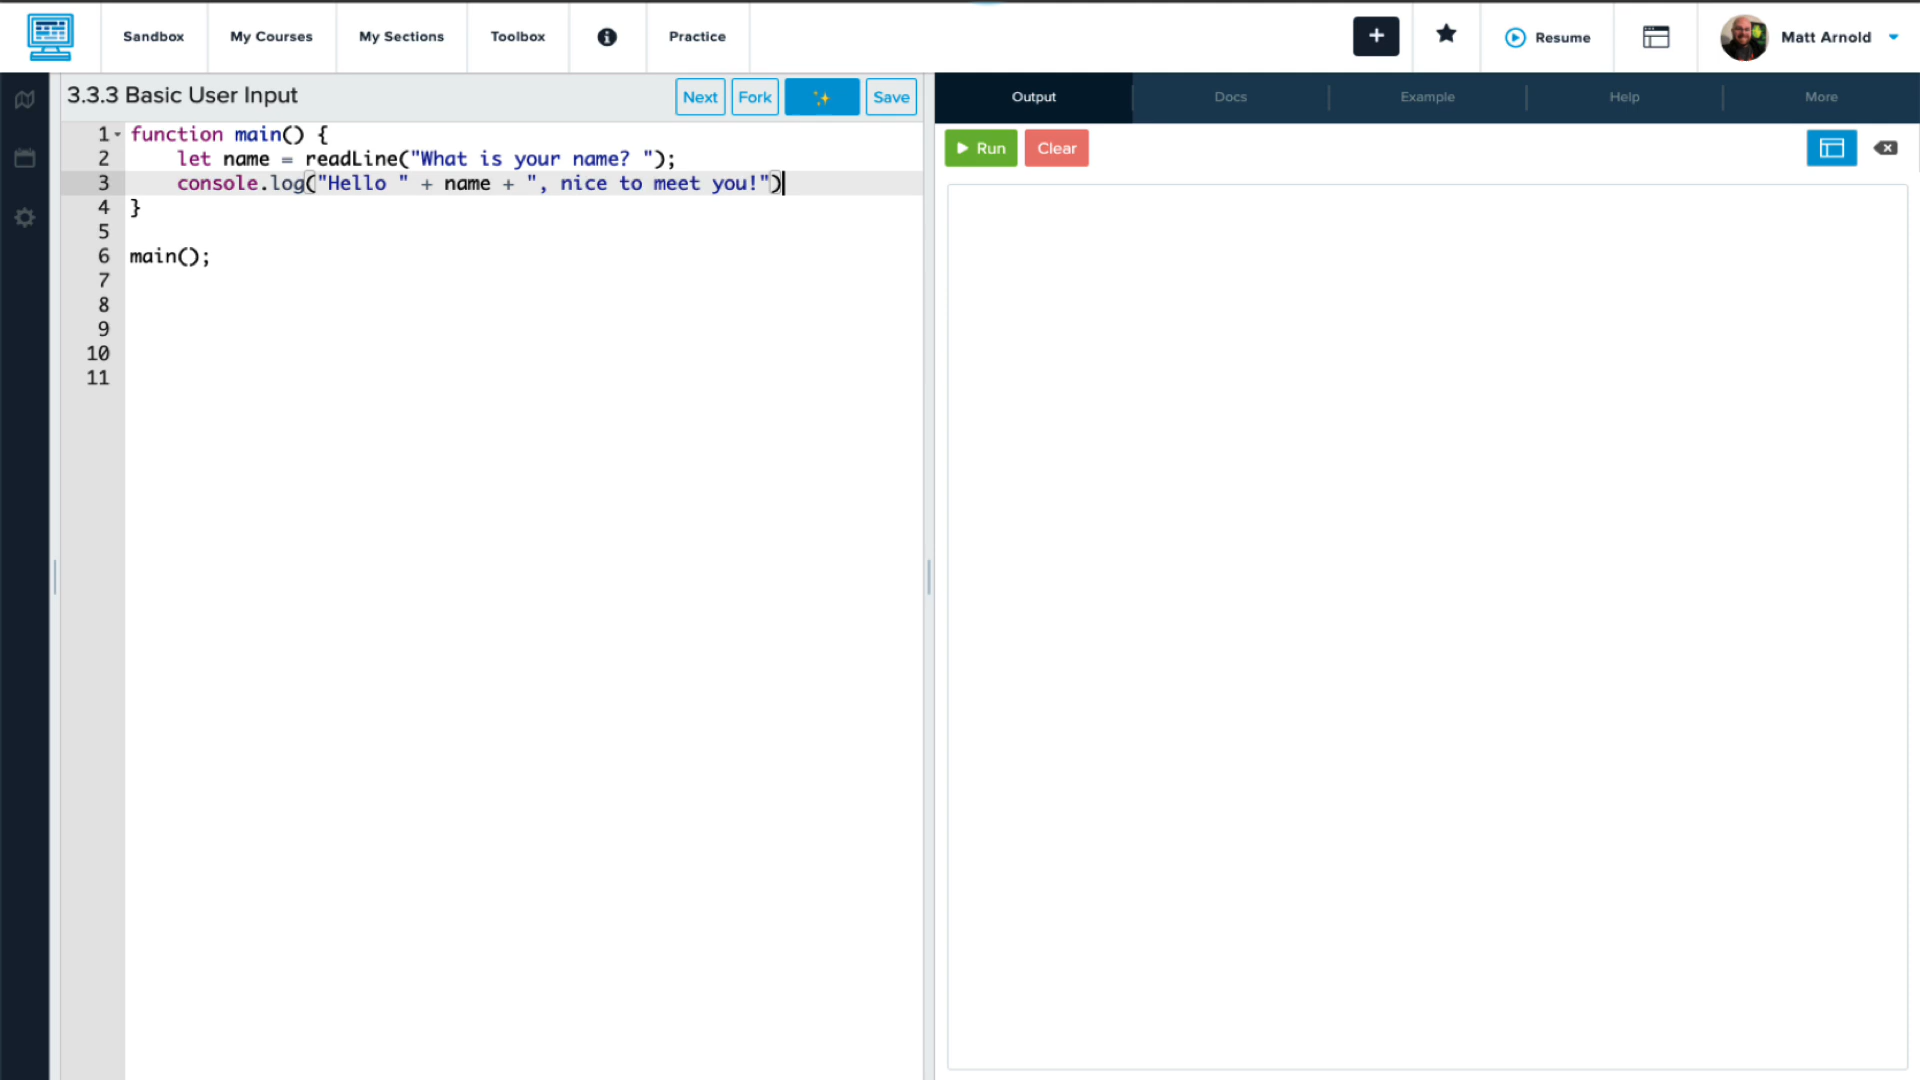 Sandbox
My Courses
My Sections
Toolbox
Practice
+
Resume
Matt Arnold
3.3.3 Basic User Input
Next
Fork
Save
Output
Docs
Example
Help
More
Run
Clear
1 function main() {
2 let name = readLine("What is your name? ");
3 console.log("Hello " + name + ", nice to meet you!")
4 }
5
6 main();
7
8
9
10
11